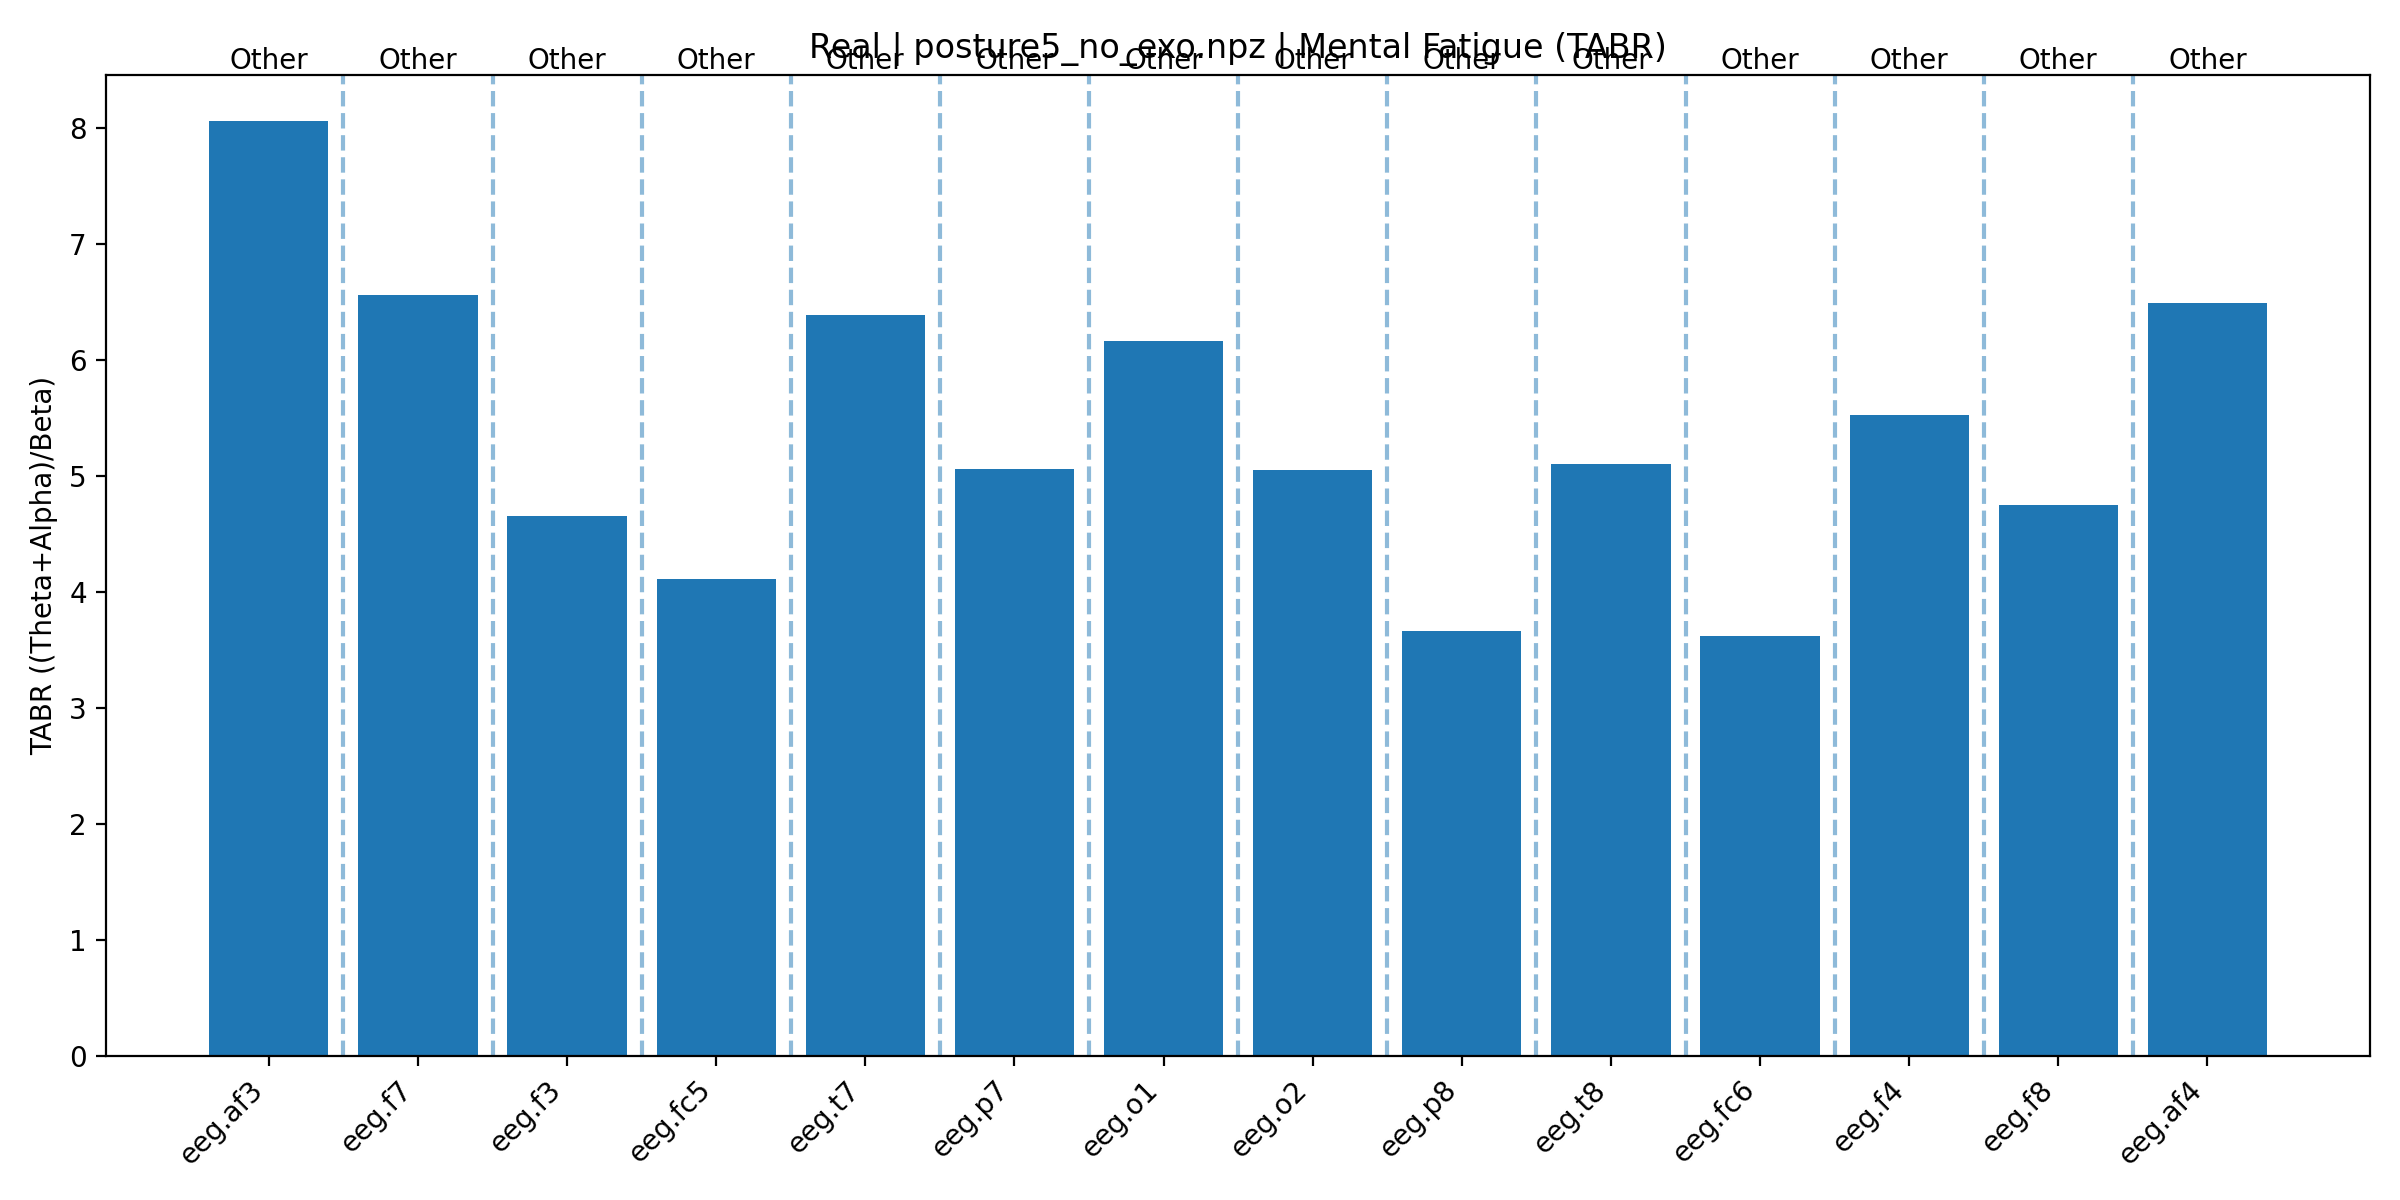 Real | posture5_no_exo.npz | Mental Fatigue (TABR)
Other Other Other Other Other Other Other Other Other Other Other Other Other Other
TABR ((Theta+Alpha)/Beta)
8
7
6
5
4
3
2
1
0
eeg.af3 eeg.f7 eeg.f3 eeg.fc5 eeg.t7 eeg.p7 eeg.o1 eeg.o2 eeg.p8 eeg.t8 eeg.fc6 eeg.f4 eeg.f8 eeg.af4